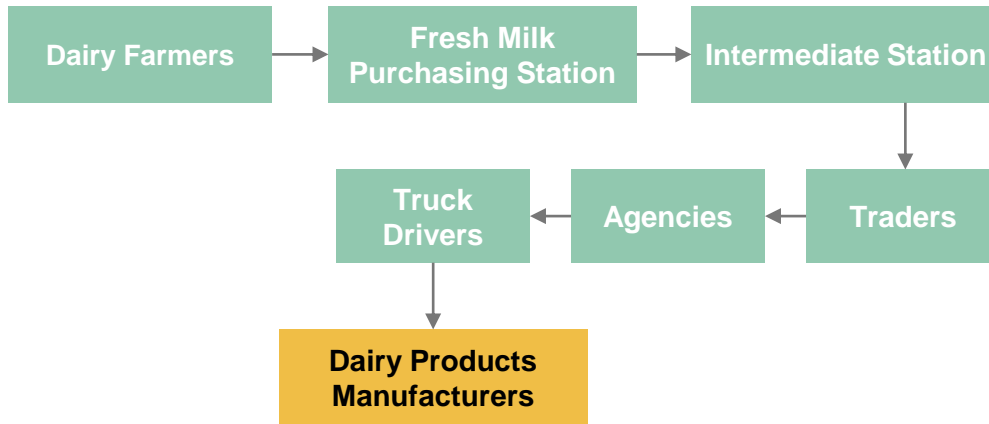 Dairy Farmers
Fresh Milk
Purchasing Station
Intermediate Station
Traders
Agencies
Truck
Drivers
Dairy Products
Manufacturers